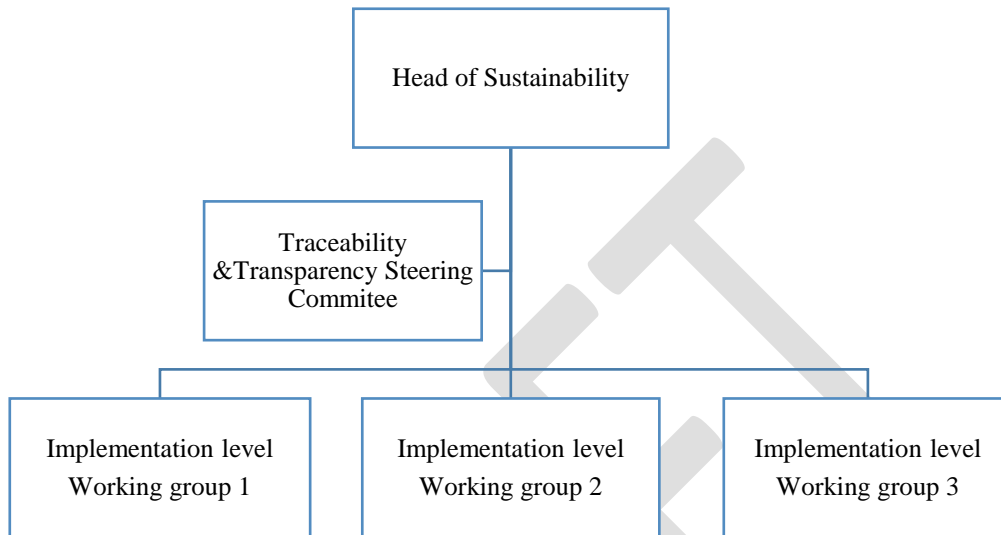 Head of Sustainability
Traceability
&Transparency Steering
Commitee
Implementation level
Working group 1
Implementation level
Working group 2
Implementation level
Working group 3